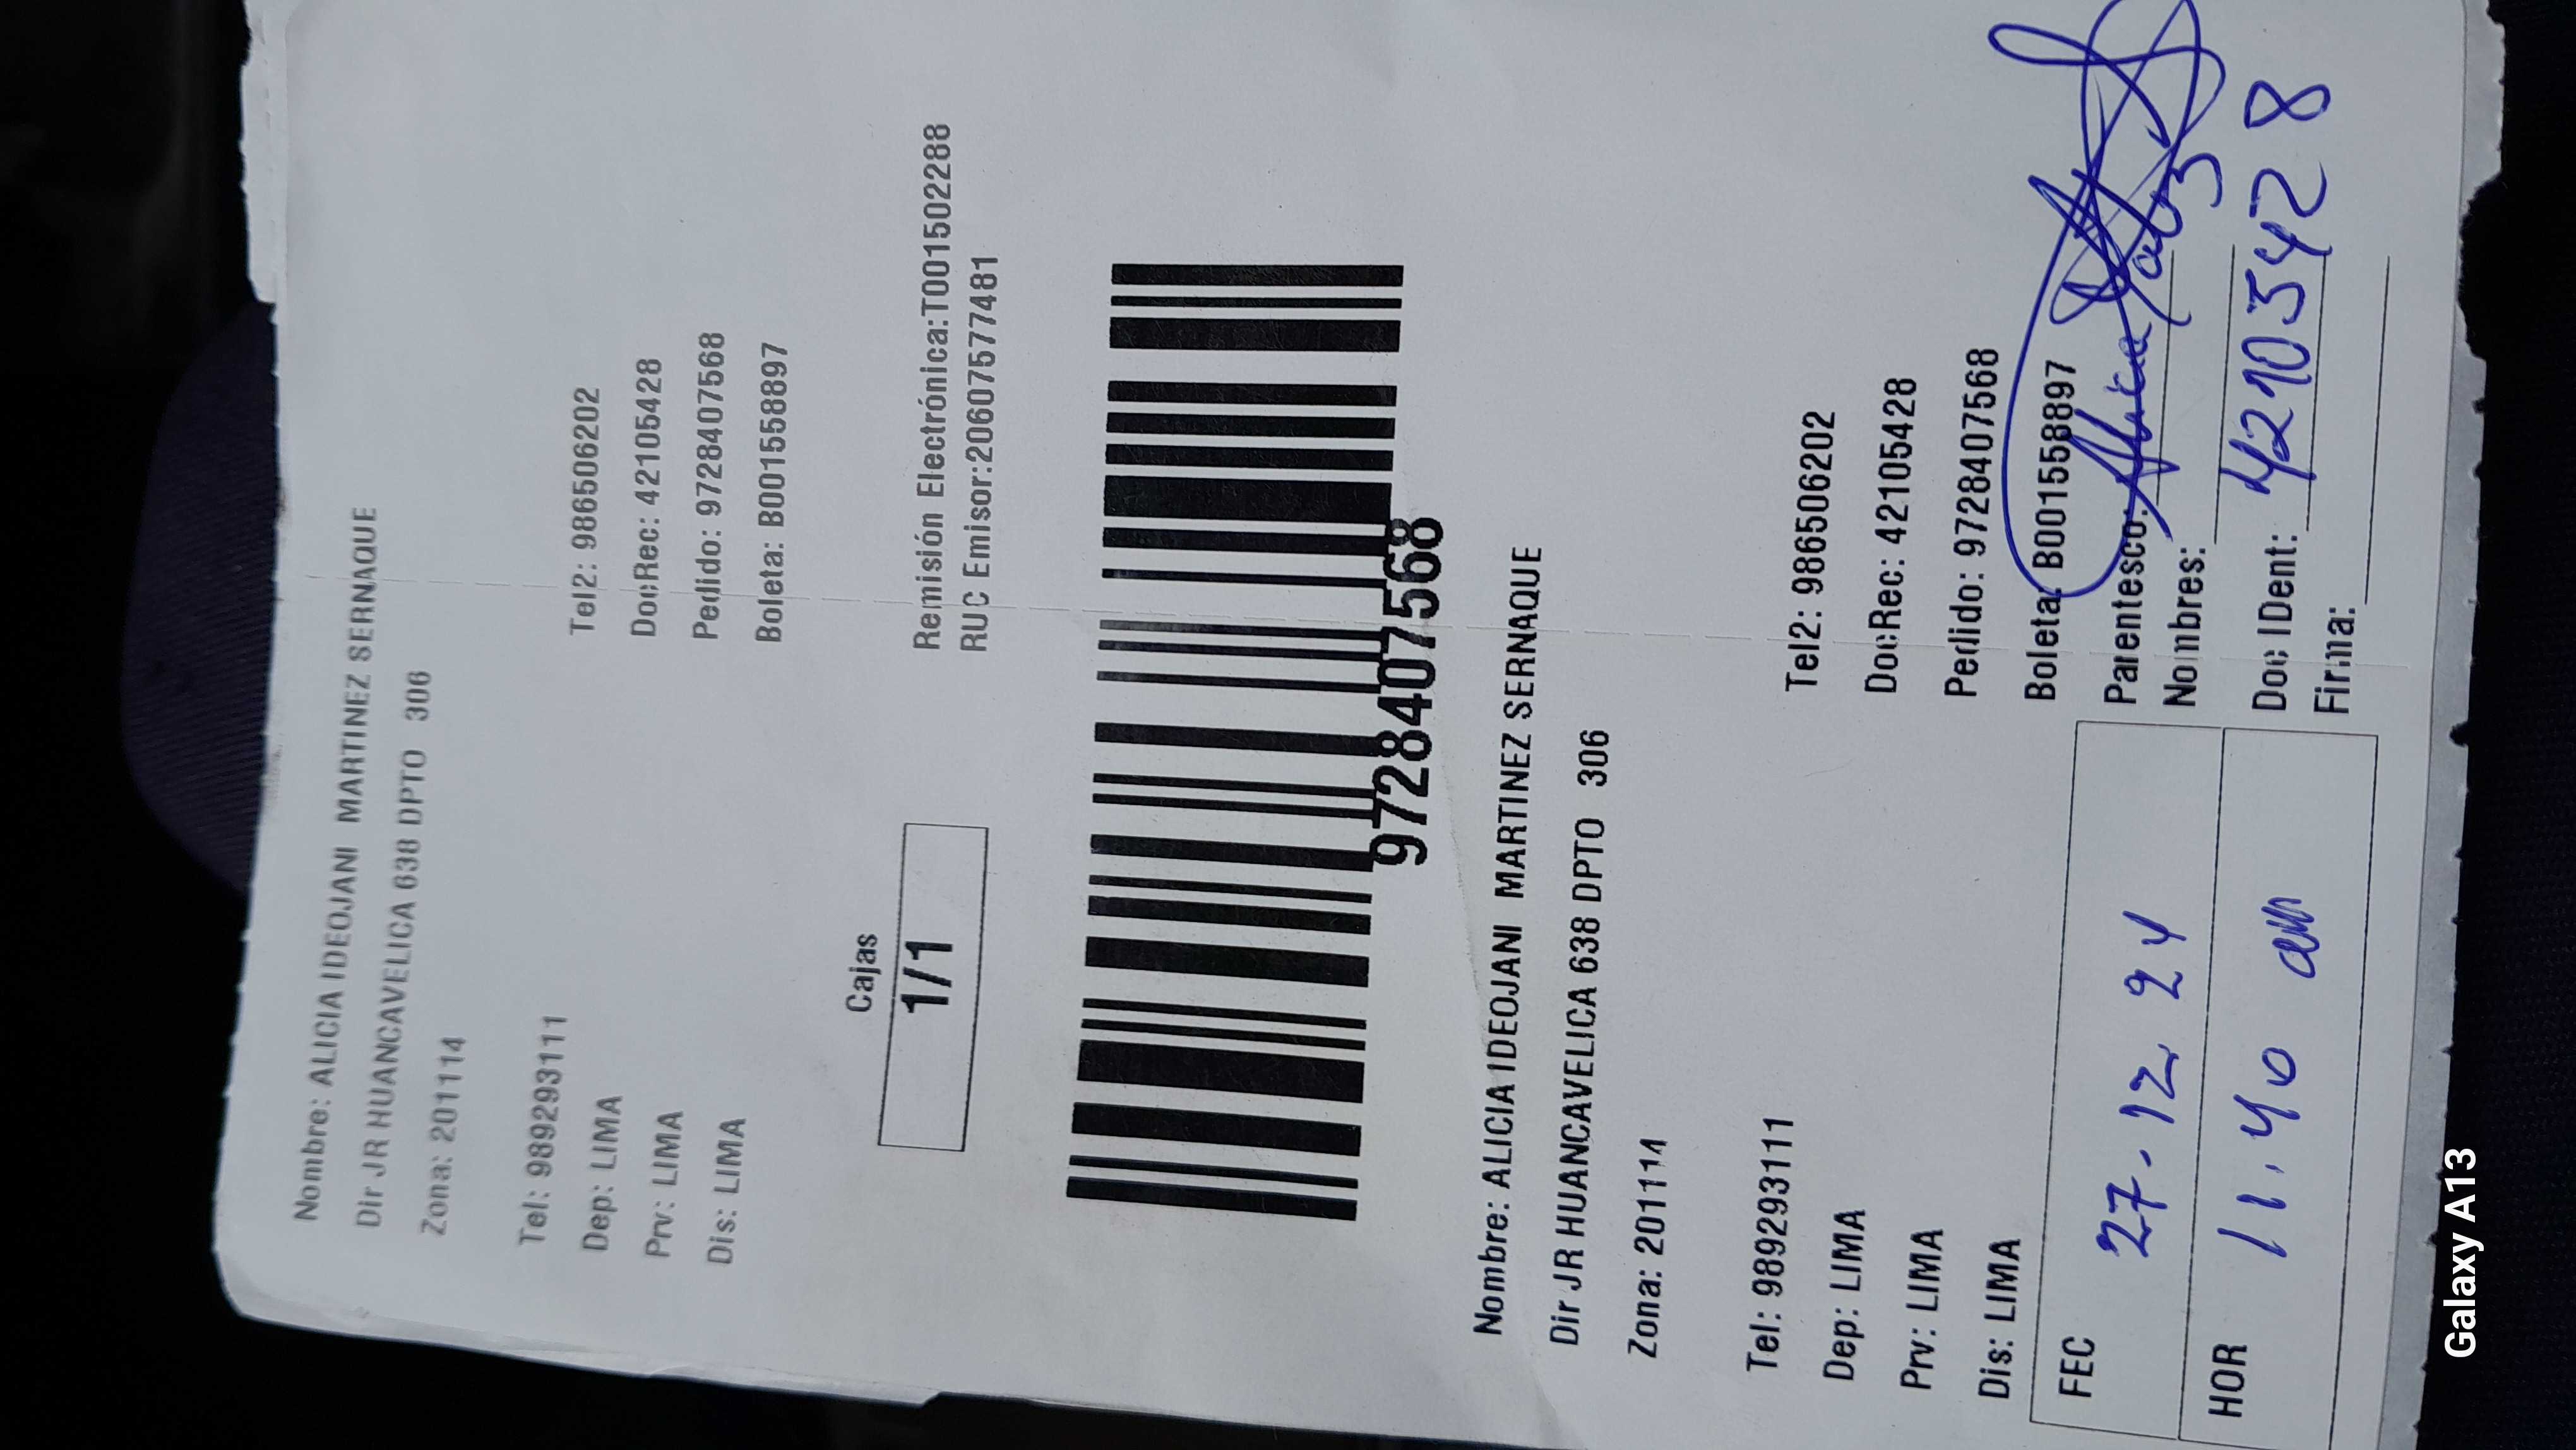 Nombre: ALICIA IDEOJANI MARTINEZ SERNAQUE
Dir JR HUANCAVELICA 638 DPTO 306
Zona: 201114
Tel: 989293111 Tel2: 986506202
Dep: LIMA DocRec: 42105428
Prv: LIMA Pedido: 9728407568
Dis: LIMA Boleta: B001558897
Cajas
1/1
Remisión Electrónica:T001502288
RUC Emisor:20607577481
9728407568
Nombre: ALICIA IDEOJANI MARTINEZ SERNAQUE
Dir JR HUANCAVELICA 638 DPTO 306
Zona: 201114
Tel: 989293111 Tel2: 986506202
Dep: LIMA DocRec: 42105428
Prv: LIMA Pedido: 9728407568
Dis: LIMA Boleta: B001558897
FEC 27.12.24
HOR 11.40 am
Parentesco:
Nombres: Alicia
Doc IDent: 42105428
Firma:
Galaxy A13